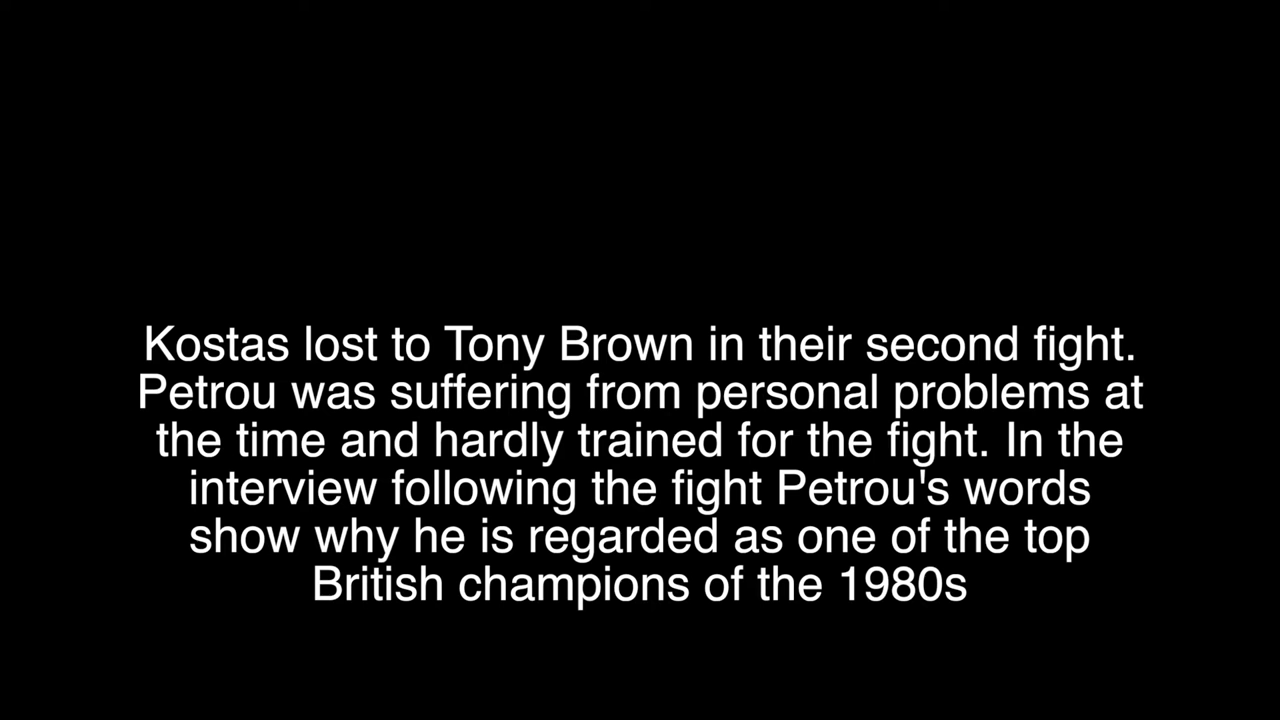 Kostas lost to Tony Brown in their second fight.
Petrou was suffering from personal problems at
the time and hardly trained for the fight. In the
interview following the fight Petrou's words
show why he is regarded as one of the top
British champions of the 1980s